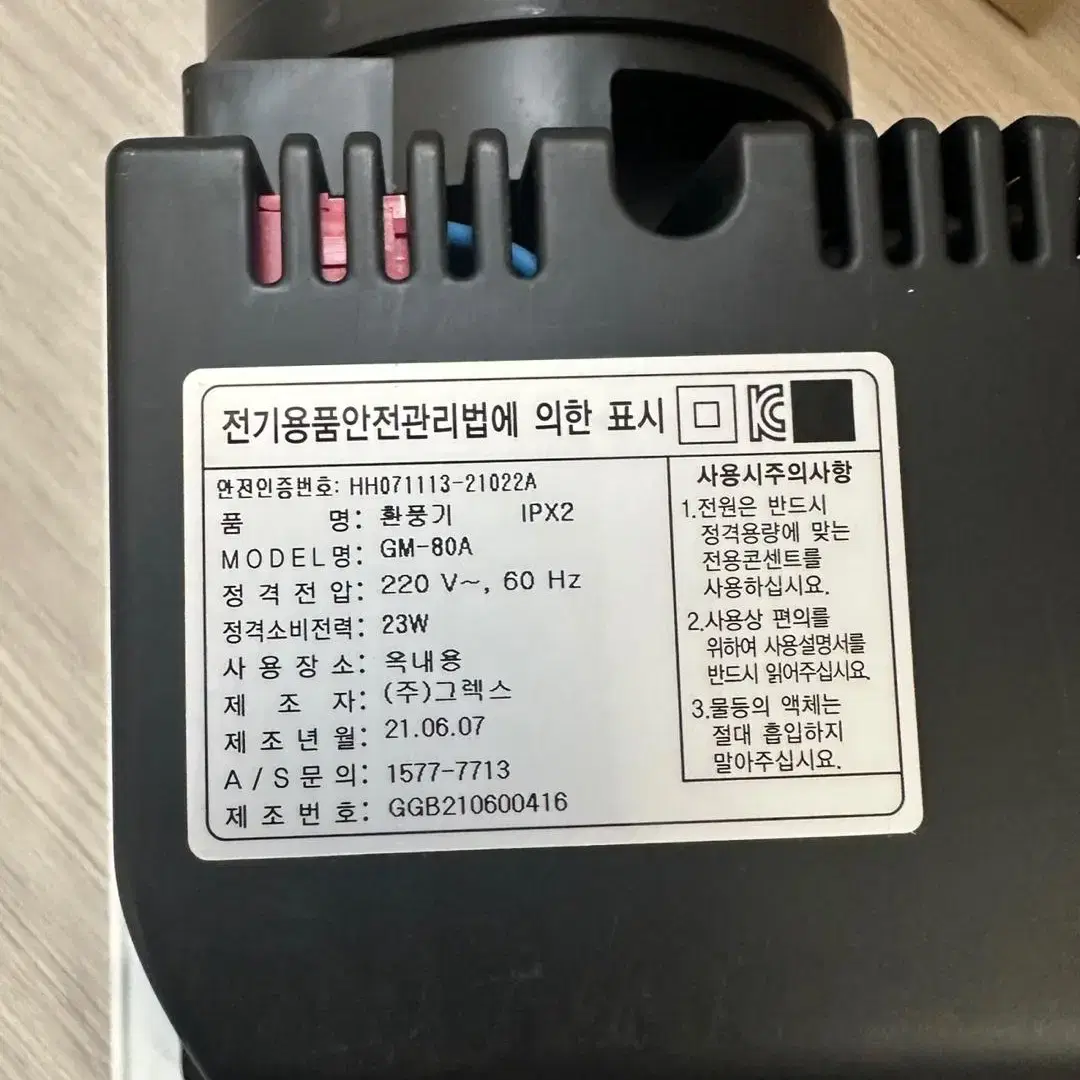 전기용품안전관리법에 의한 표시
안전인증번호: HH071113-21022A
품 명: 환풍기 IPX2
MODEL명: GM-80A
정격전압: 220 V~, 60 Hz
정격소비전력: 23W
사용장소: 옥내용
제조자: (주)그렉스
제조년월: 21.06.07
A/S문의: 1577-7713
제조번호: GGB210600416
사용시주의사항
1.전원은 반드시
정격용량에 맞는
전용콘센트를
사용하십시요.
2.사용상 편의를
위하여 사용설명서를
반드시 읽어주십시요.
3.물등의 액체는
절대 흡입하지
말아주십시요.